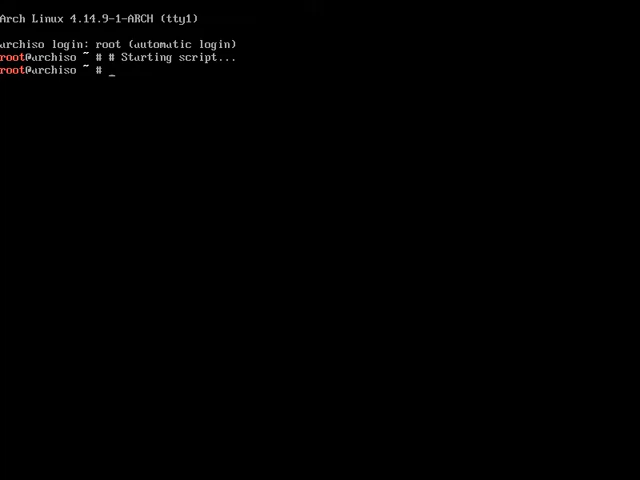 Arch Linux 4.14.9-1-ARCH (tty1)
archiso login: root (automatic login)
root@archiso ~ # # Starting script...
root@archiso ~ # _